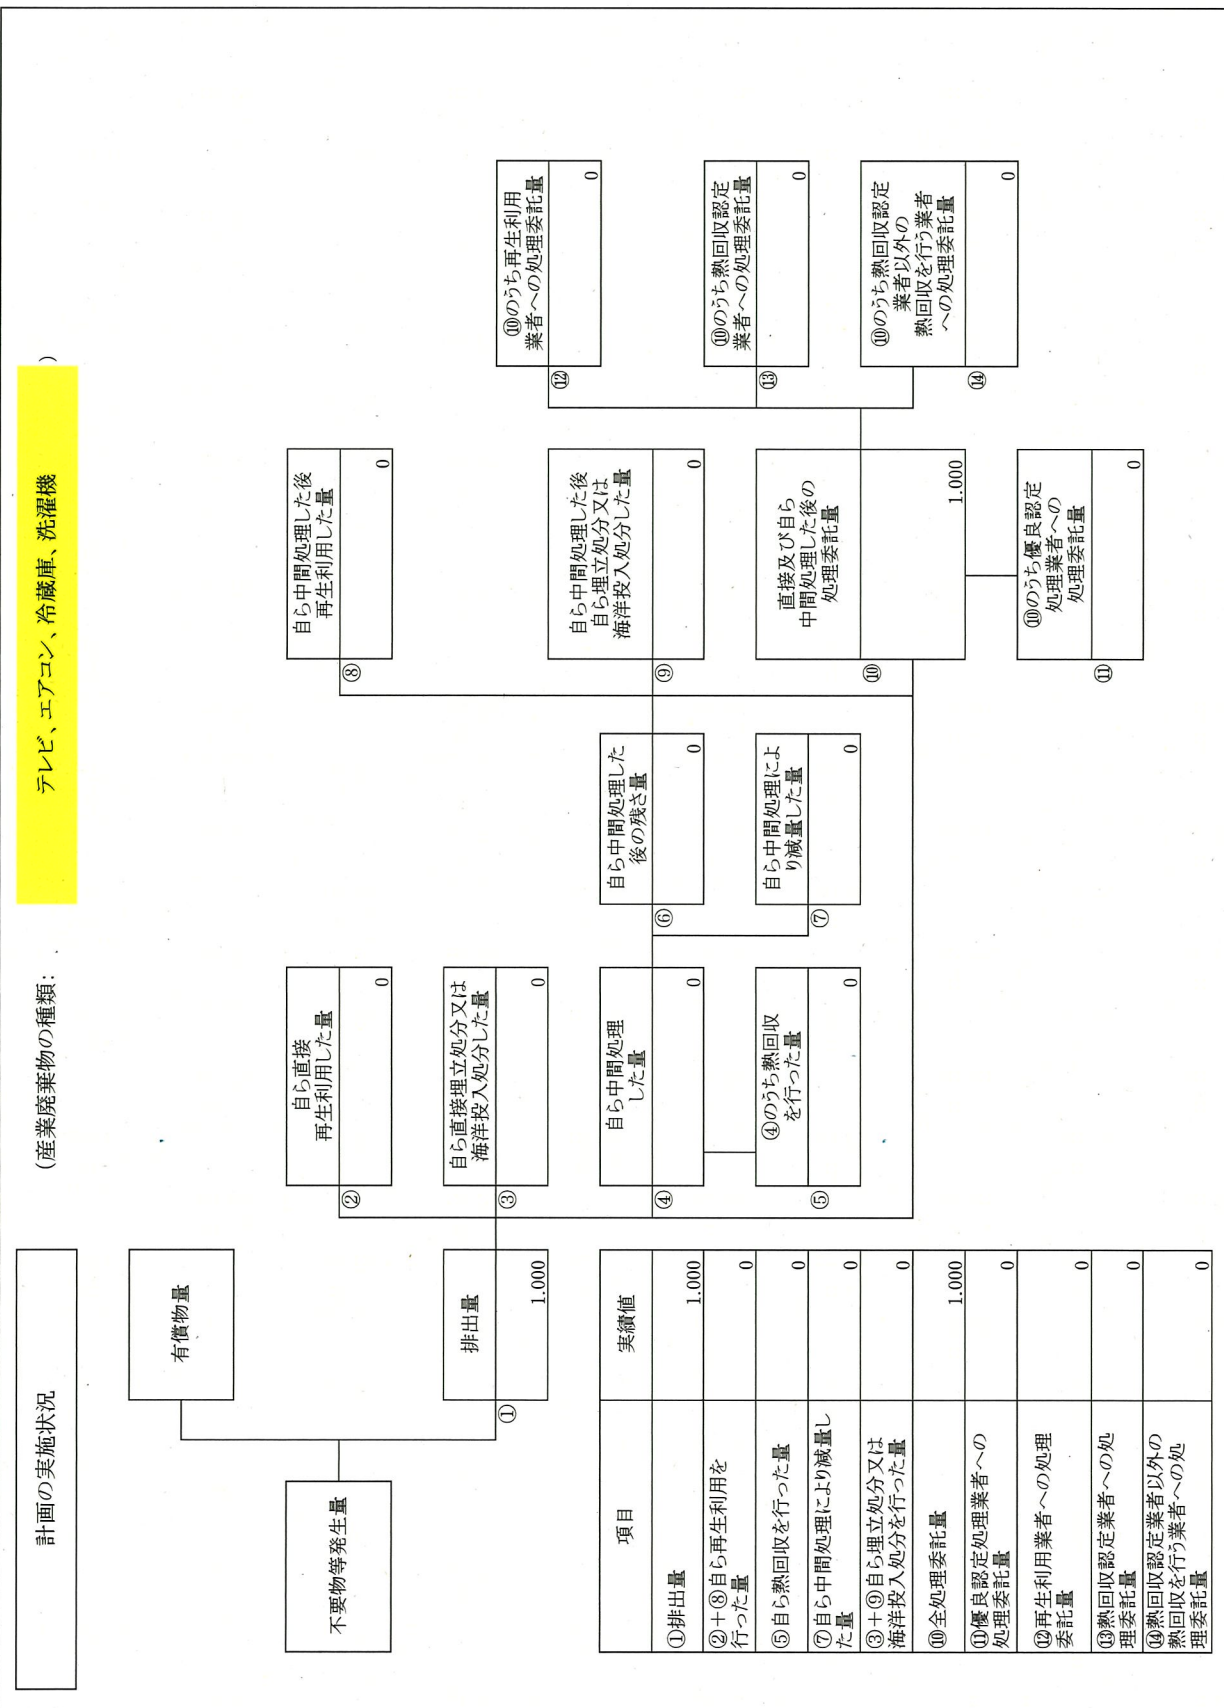 計画の実施状況
(産業廃棄物の種類:
テレビ、エアコン、冷蔵庫、洗濯機
)
不要物等発生量
有償物量
①
排出量
1.000
②
自ら直接
再生利用した量
0
③
自ら直接埋立処分又は
海洋投入処分した量
0
④
自ら中間処理
した量
0
⑤
④のうち熱回収
を行った量
0
⑥
自ら中間処理した
後の残さ量
0
⑦
自ら中間処理によ
り減量した量
0
⑧
自ら中間処理した後
再生利用した量
0
⑨
自ら中間処理した後
自ら埋立処分又は
海洋投入処分した量
0
⑩
直接及び自ら
中間処理した後の
処理委託量
1.000
⑪
⑩のうち優良認定
処理業者への
処理委託量
0
⑫
⑩のうち再生利用
業者への処理委託量
0
⑬
⑩のうち熱回収認定
業者への処理委託量
0
⑭
⑩のうち熱回収認定
業者以外の
熱回収を行う業者
への処理委託量
0
項目
実績値
①排出量
1.000
②+⑧自ら再生利用を
行った量
0
⑤自ら熱回収を行った量
0
⑦自ら中間処理により減量し
た量
0
③+⑨自ら埋立処分又は
海洋投入処分を行った量
0
⑩全処理委託量
1.000
⑪優良認定処理業者への
処理委託量
0
⑫再生利用業者への処理
委託量
0
⑬熱回収認定業者への処
理委託量
0
⑭熱回収認定業者以外の
熱回収を行う業者への処
理委託量
0